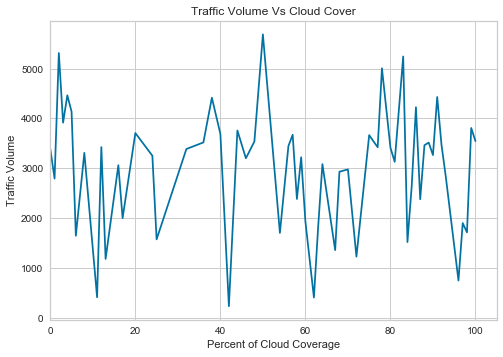 Traffic Volume Vs Cloud Cover
Traffic Volume
5000
4000
3000
2000
1000
0
0 20 40 60 80 100
Percent of Cloud Coverage